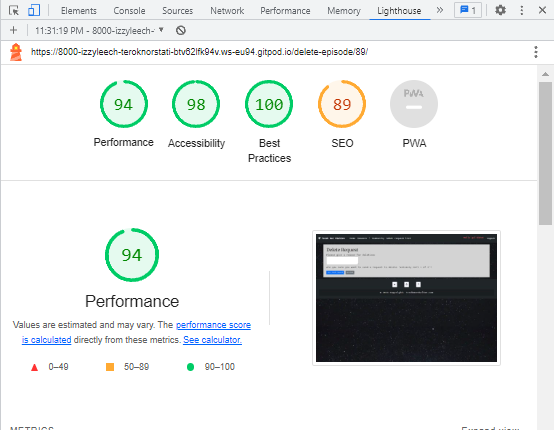 Elements Console Sources Network Performance Memory Lighthouse » 1
+ 11:31:19 PM - 8000-izzyleech
https://8000-izzyleech-teroknorstati-btv62lfk94v.ws-eu94.gitpod.io/delete-episode/89/
94 98 100 89 PWA
Performance Accessibility Best Practices SEO PWA
94
Performance
Values are estimated and may vary. The performance score
is calculated directly from these metrics. See calculator.
0–49 50–89 90–100
Delete Request
METRICS Expand view